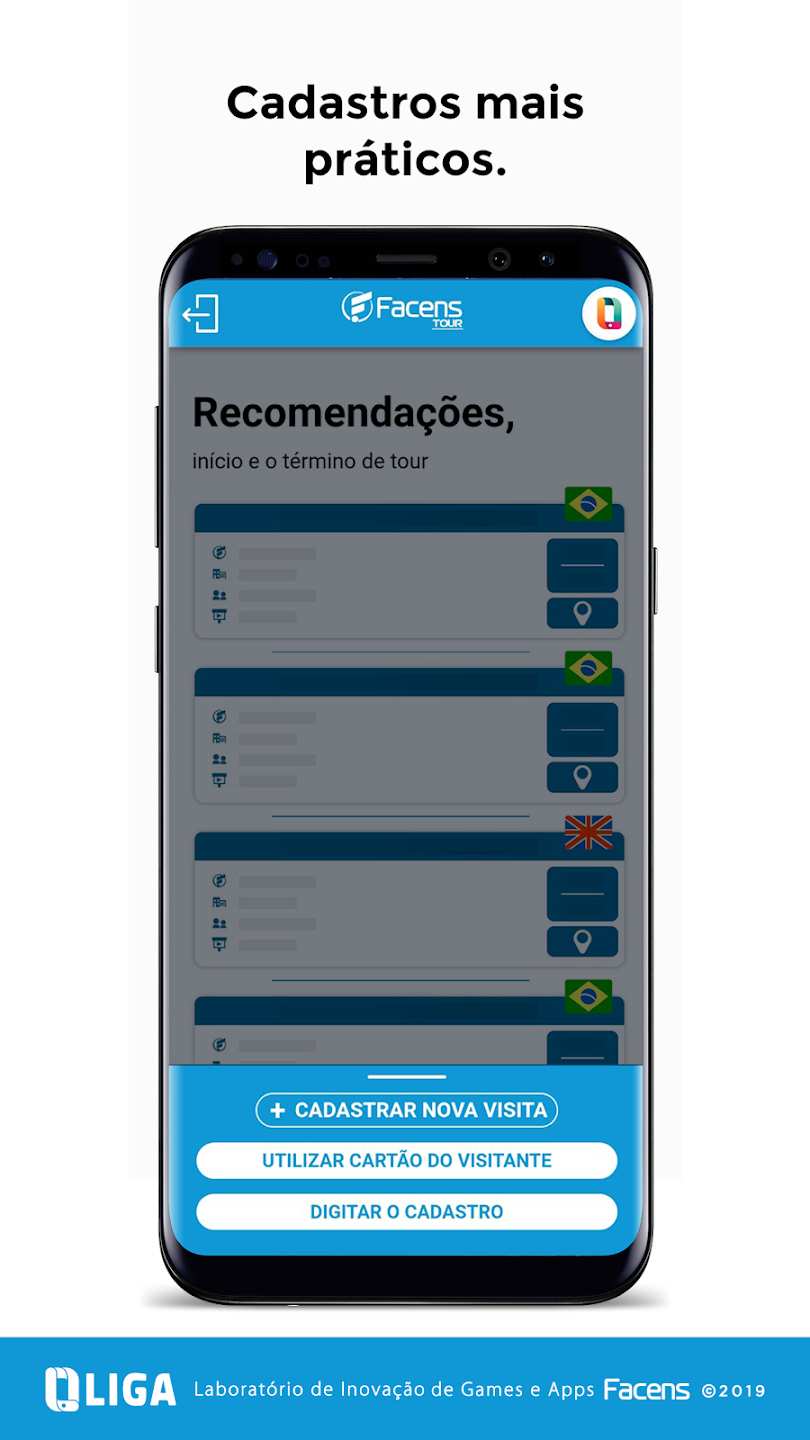 Cadastros mais
práticos.
Facens
TOUR
Recomendações,
início e o término de tour
+ CADASTRAR NOVA VISITA
UTILIZAR CARTÃO DO VISITANTE
DIGITAR O CADASTRO
LIGA Laboratório de Inovação de Games e Apps Facens ©2019